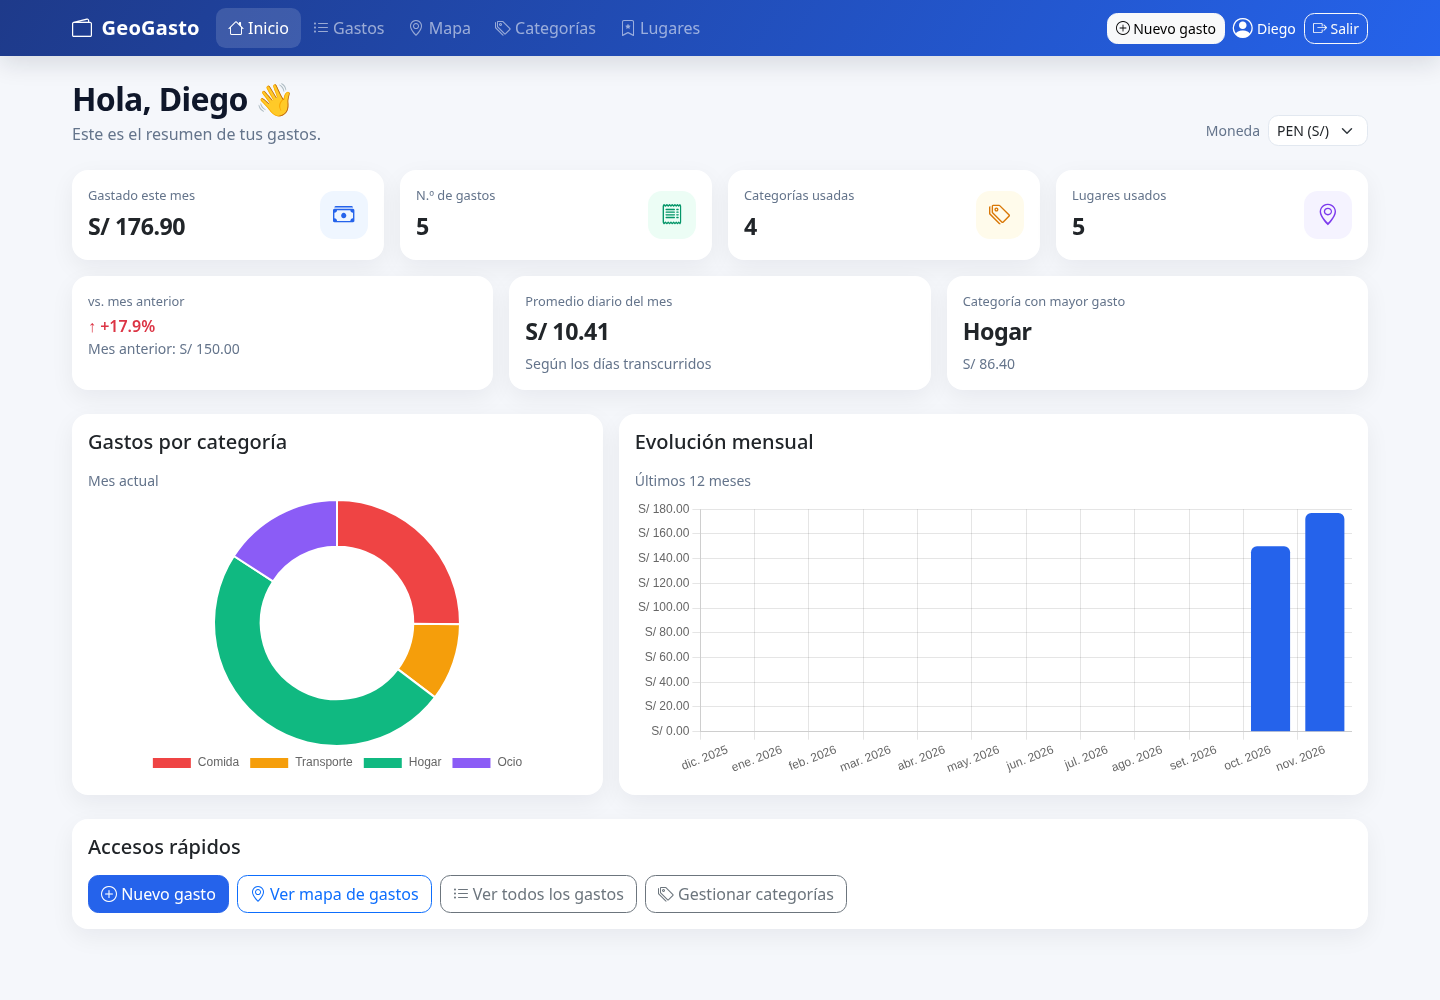 GeoGasto
Inicio
Gastos
Mapa
Categorías
Lugares
Nuevo gasto
Diego
Salir
Hola, Diego 👋
Este es el resumen de tus gastos.
Moneda
PEN (S/)
Gastado este mes
S/ 176.90
N.º de gastos
5
Categorías usadas
4
Lugares usados
5
vs. mes anterior
↑ +17.9%
Mes anterior: S/ 150.00
Promedio diario del mes
S/ 10.41
Según los días transcurridos
Categoría con mayor gasto
Hogar
S/ 86.40
Gastos por categoría
Mes actual
Comida
Transporte
Hogar
Ocio
Evolución mensual
Últimos 12 meses
S/ 180.00
S/ 160.00
S/ 140.00
S/ 120.00
S/ 100.00
S/ 80.00
S/ 60.00
S/ 40.00
S/ 20.00
S/ 0.00
dic. 2025
ene. 2026
feb. 2026
mar. 2026
abr. 2026
may. 2026
jun. 2026
jul. 2026
ago. 2026
set. 2026
oct. 2026
nov. 2026
Accesos rápidos
Nuevo gasto
Ver mapa de gastos
Ver todos los gastos
Gestionar categorías